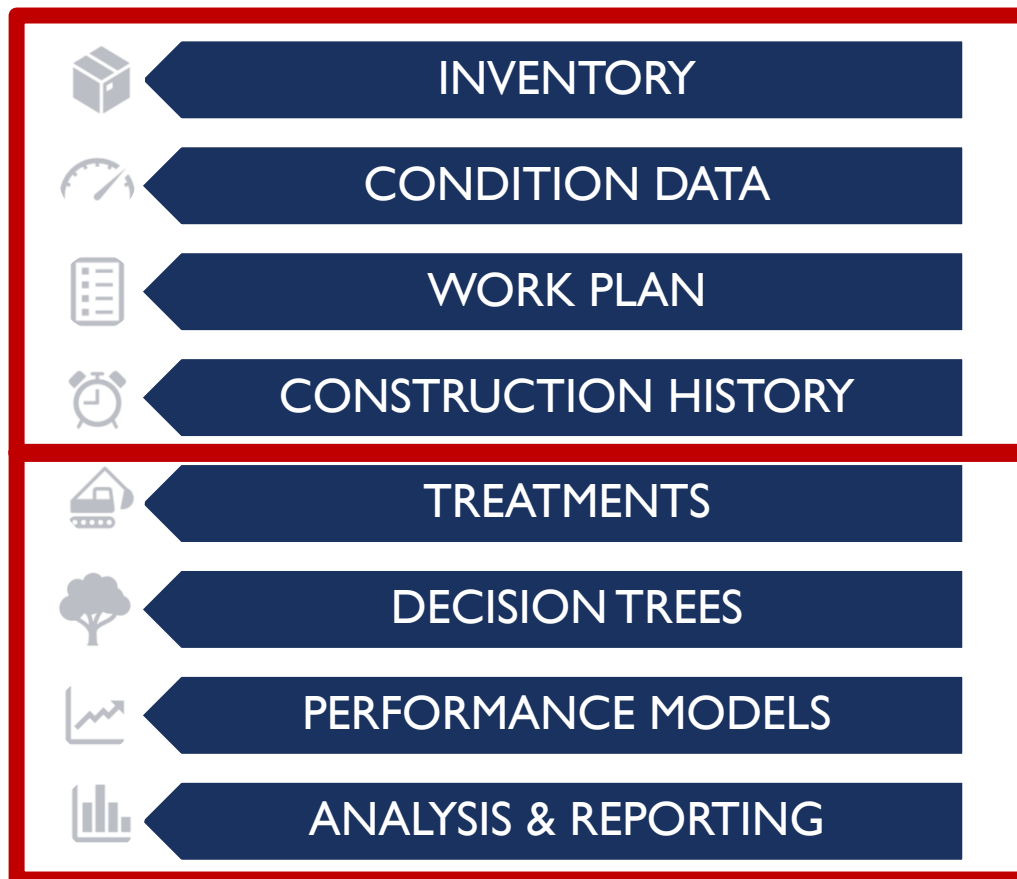 INVENTORY
CONDITION DATA
WORK PLAN
CONSTRUCTION HISTORY
TREATMENTS
DECISION TREES
PERFORMANCE MODELS
ANALYSIS & REPORTING